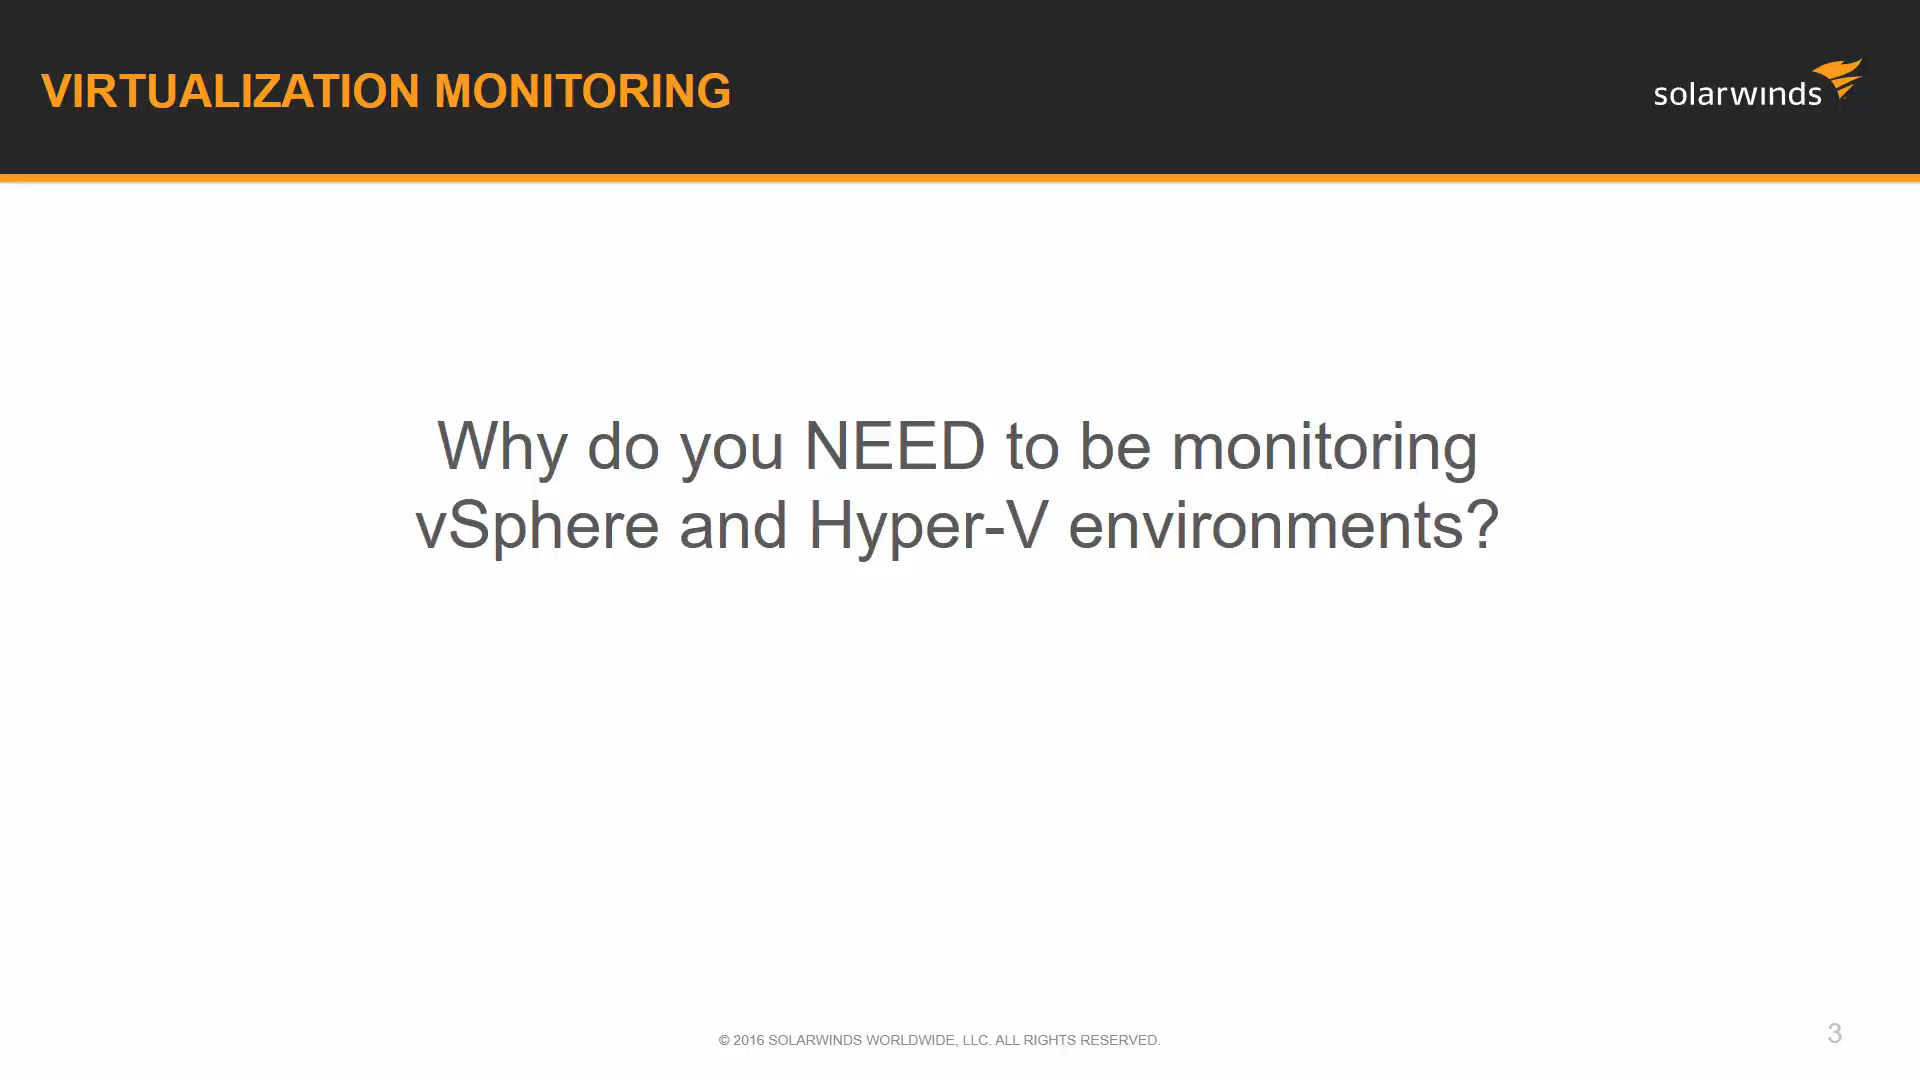 VIRTUALIZATION MONITORING
solarwinds
Why do you NEED to be monitoring
vSphere and Hyper-V environments?
© 2016 SOLARWINDS WORLDWIDE, LLC. ALL RIGHTS RESERVED.
3